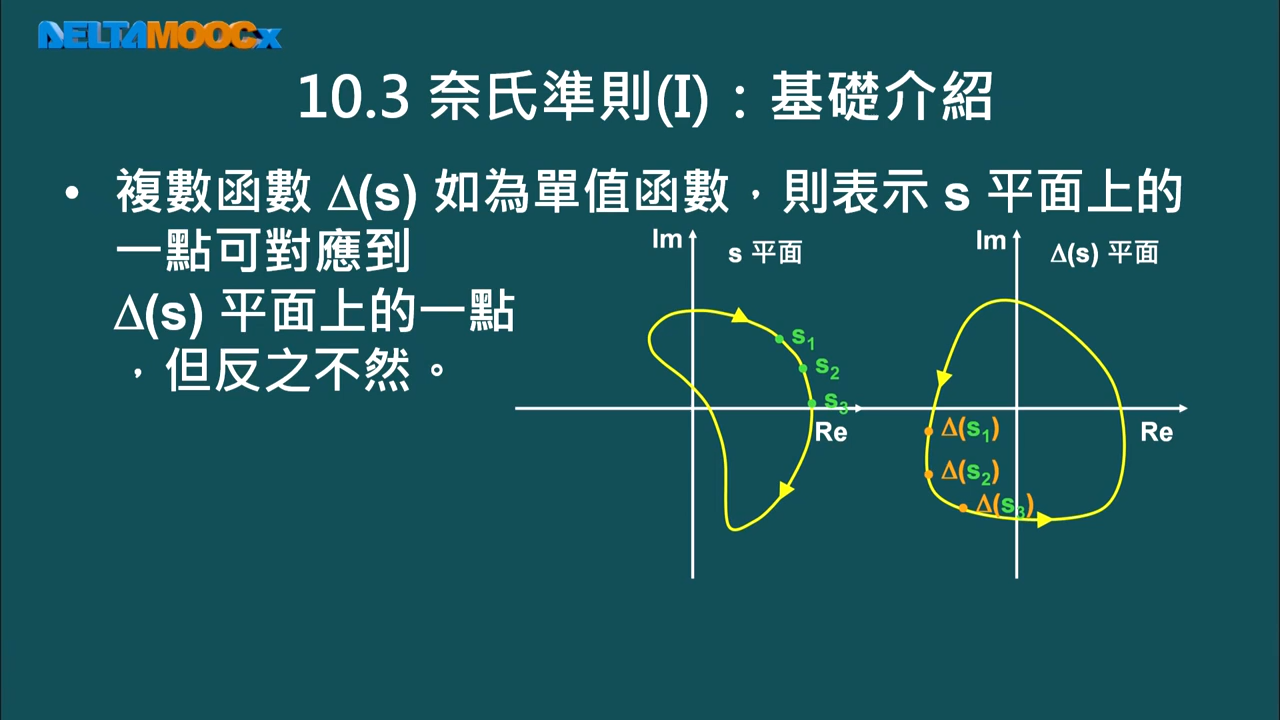 DELTAMOOCx
10.3 奈氏準則(I)：基礎介紹
• 複數函數 Δ(s) 如為單值函數，則表示 s 平面上的
一點可對應到
Δ(s) 平面上的一點
，但反之不然。
Im
s 平面
s1
s2
s3
Re
Im
Δ(s) 平面
Re
Δ(s1)
Δ(s2)
Δ(s3)